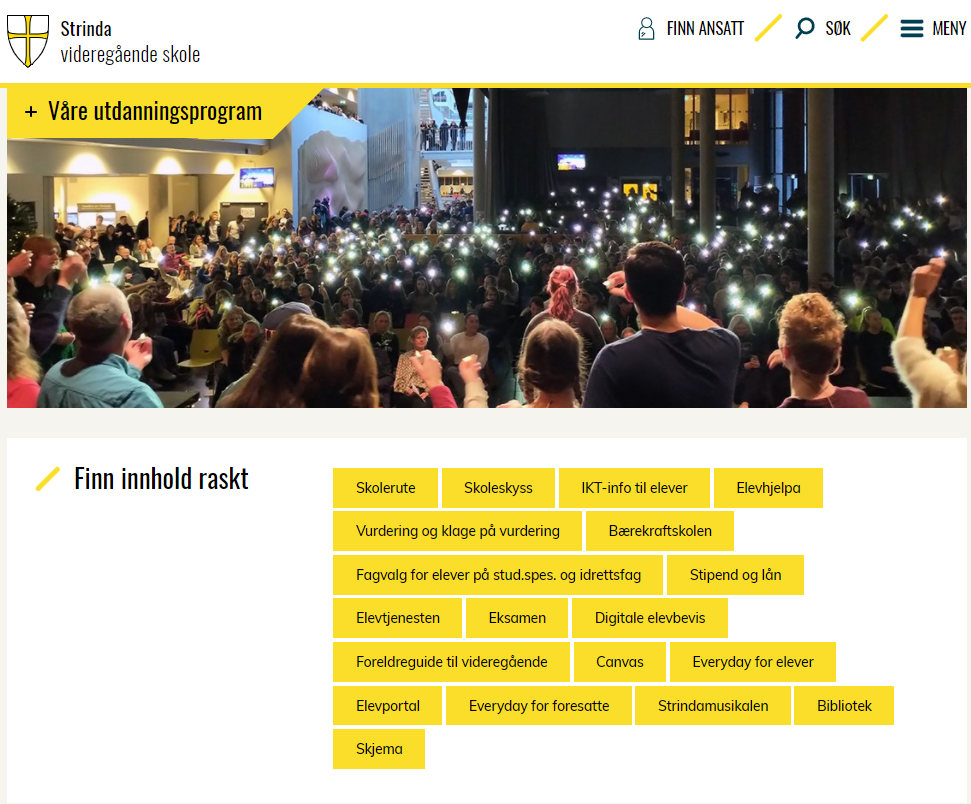 Strinda
videregående skole
FINN ANSATT
SØK
MENY
+ Våre utdanningsprogram
Finn innhold raskt
Skolerute
Skoleskyss
IKT-info til elever
Elevhjelpa
Vurdering og klage på vurdering
Bærekraftskolen
Fagvalg for elever på stud.spes. og idrettsfag
Stipend og lån
Elevtjenesten
Eksamen
Digitale elevbevis
Foreldreguide til videregående
Canvas
Everyday for elever
Elevportal
Everyday for foresatte
Strindamusikalen
Bibliotek
Skjema